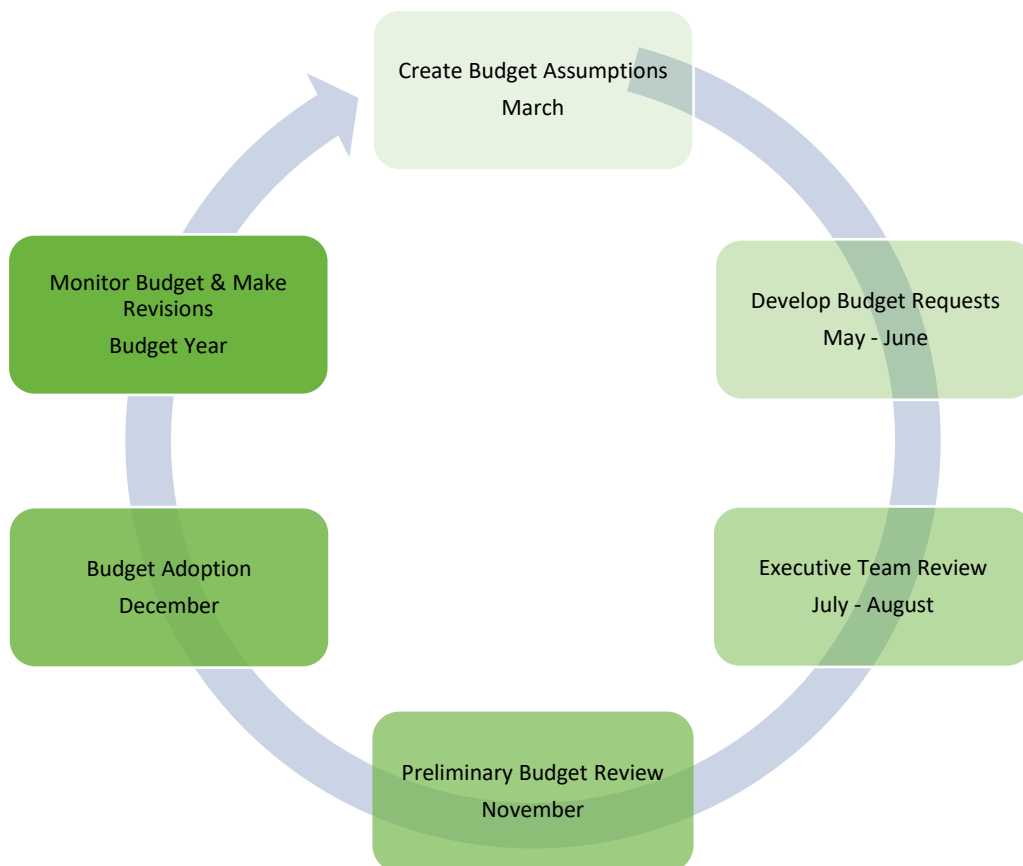 Create Budget Assumptions
March
Develop Budget Requests
May - June
Executive Team Review
July - August
Preliminary Budget Review
November
Budget Adoption
December
Monitor Budget & Make
Revisions
Budget Year